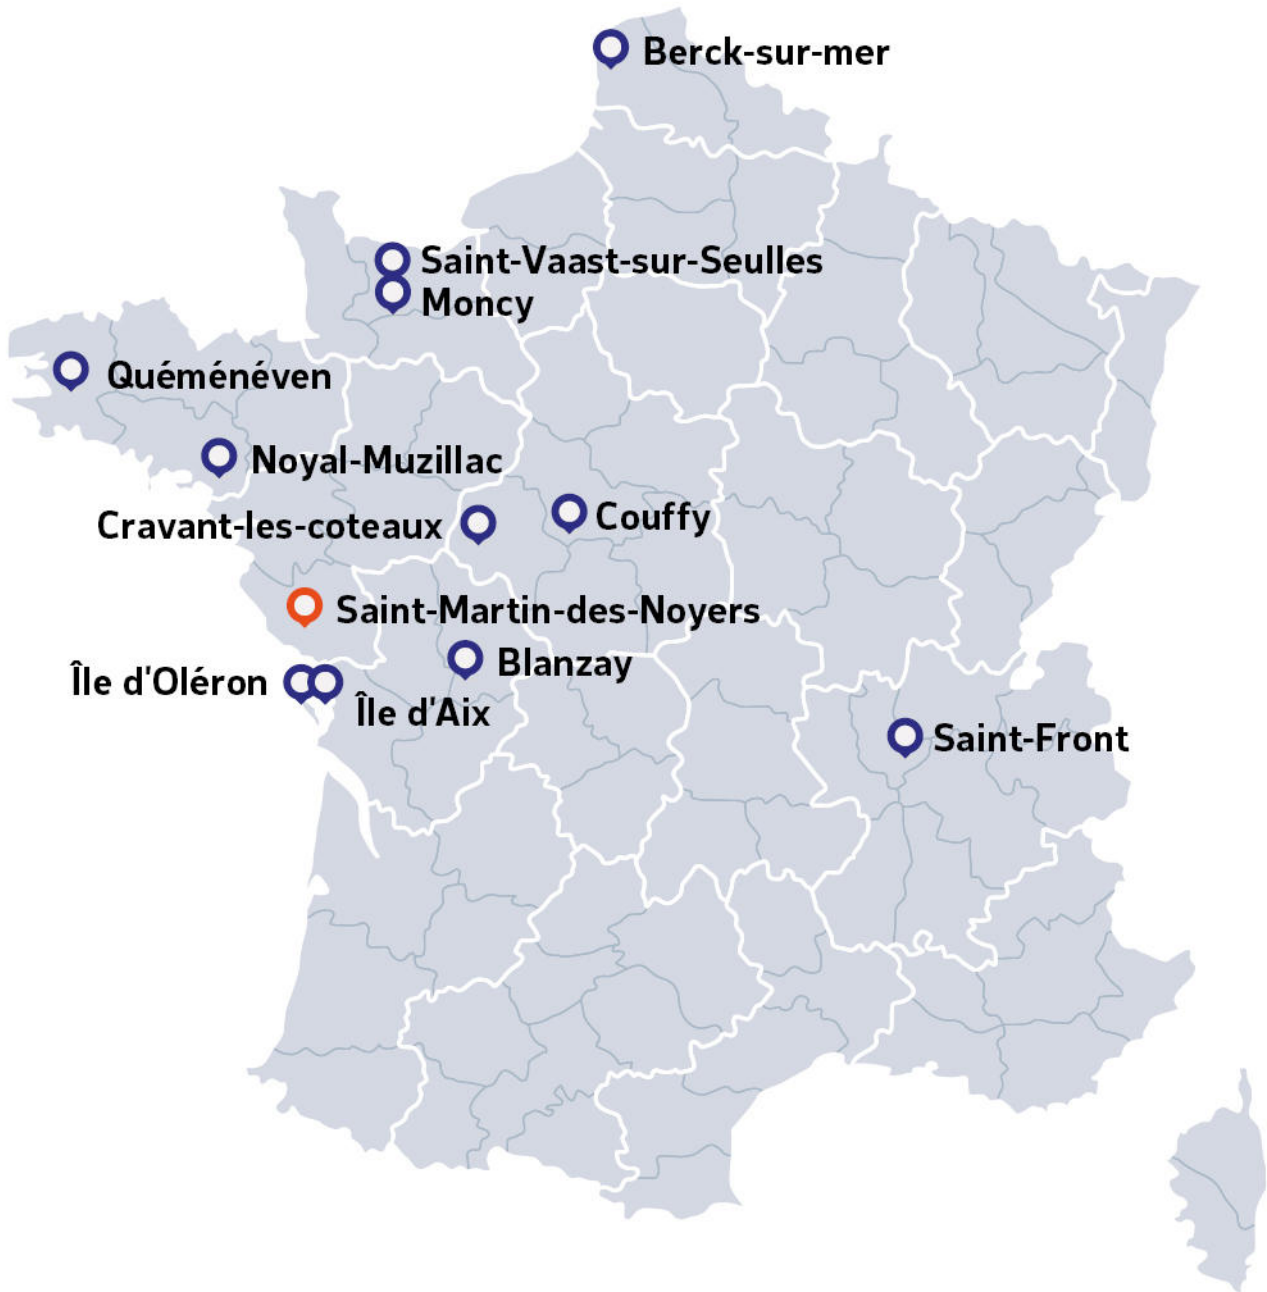 Berck-sur-mer
Saint-Vaast-sur-Seulles
Moncy
Quéménéven
Noyal-Muzillac
Cravant-les-coteaux
Couffy
Saint-Martin-des-Noyers
Blanzay
Île d'Oléron
Île d'Aix
Saint-Front